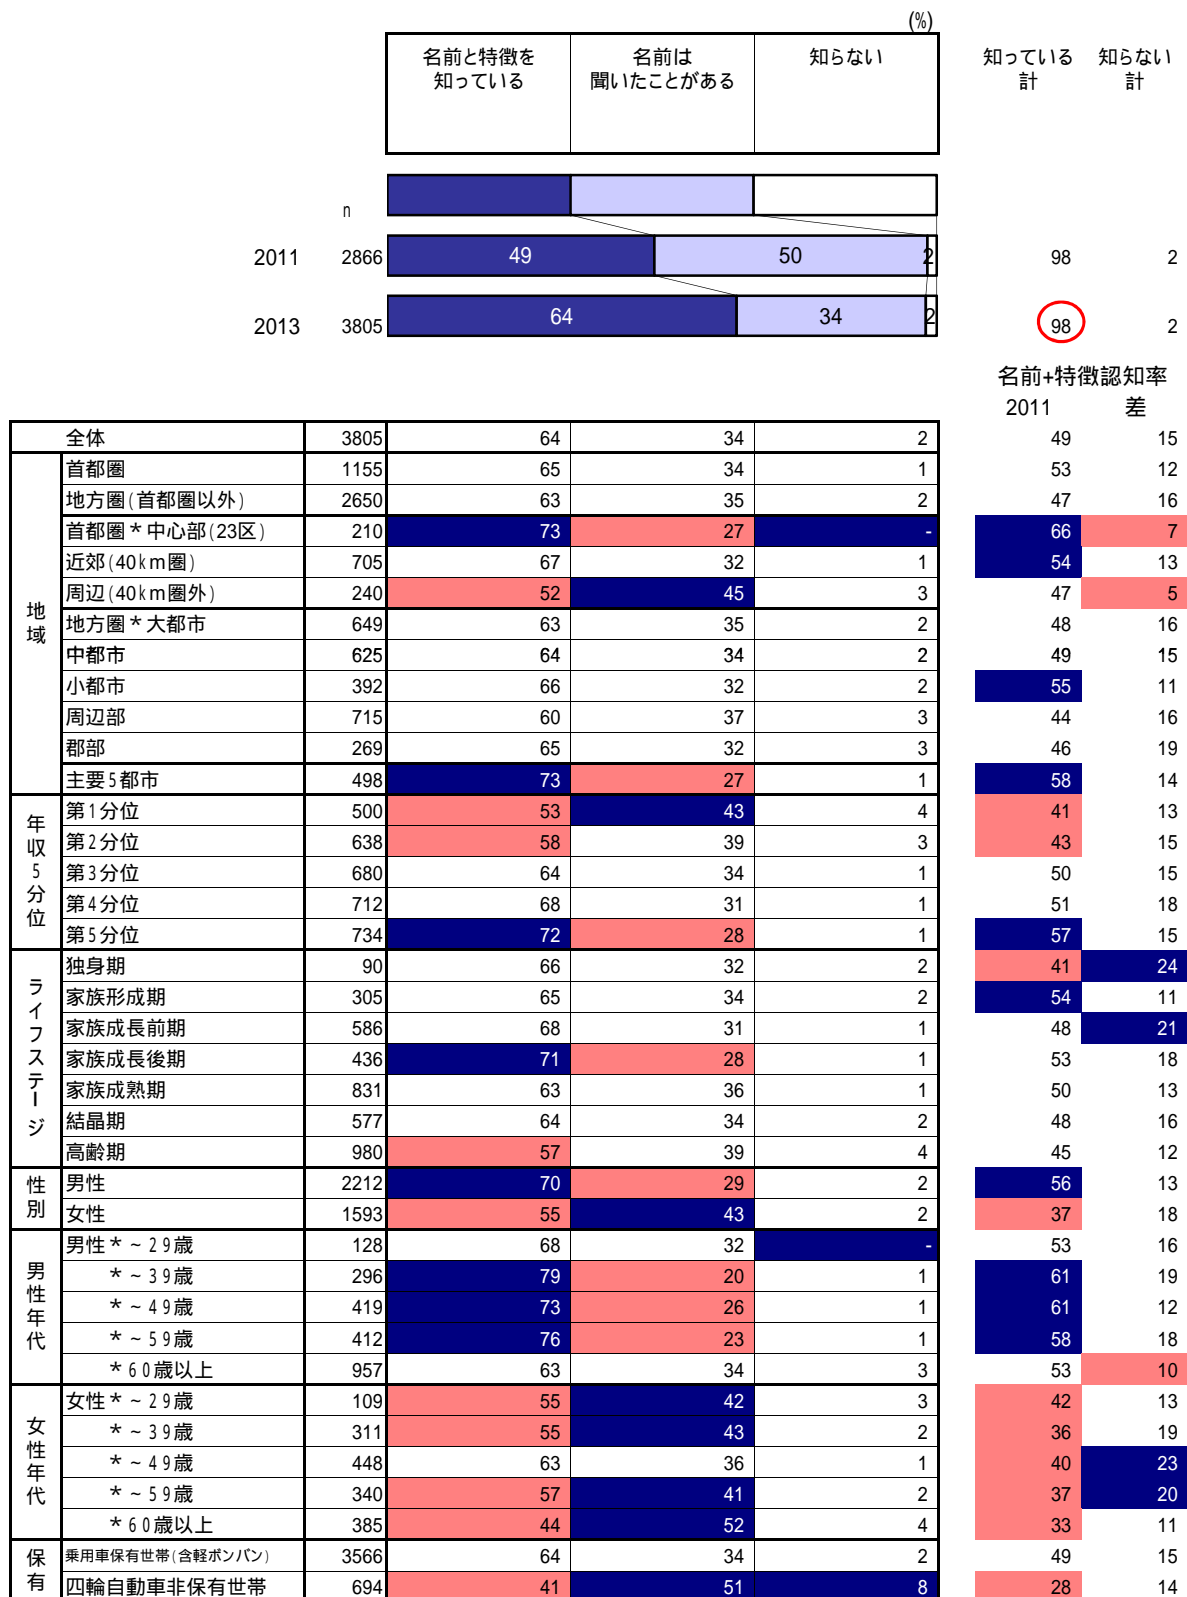 (%)
名前と特徴を 名前は 知らない 知っている 知らない
知っている 聞いたことがある 計 計
n
2011 2866 49 50 2 98 2
2013 3805 64 34 2 98 2
名前+特徴認知率
2011 差
全体 3805 64 34 2 49 15
地域
首都圏 1155 65 34 1 53 12
地方圏(首都圏以外) 2650 63 35 2 47 16
首都圏*中心部(23区) 210 73 27 - 66 7
近郊(40km圏) 705 67 32 1 54 13
周辺(40km圏外) 240 52 45 3 47 5
地方圏*大都市 649 63 35 2 48 16
中都市 625 64 34 2 49 15
小都市 392 66 32 2 55 11
周辺部 715 60 37 3 44 16
郡部 269 65 32 3 46 19
主要5都市 498 73 27 1 58 14
年収5分位
第1分位 500 53 43 4 41 13
第2分位 638 58 39 3 43 15
第3分位 680 64 34 1 50 15
第4分位 712 68 31 1 51 18
第5分位 734 72 28 1 57 15
ライフステージ
独身期 90 66 32 2 41 24
家族形成期 305 65 34 2 54 11
家族成長前期 586 68 31 1 48 21
家族成長後期 436 71 28 1 53 18
家族成熟期 831 63 36 1 50 13
結晶期 577 64 34 2 48 16
高齢期 980 57 39 4 45 12
性別
男性 2212 70 29 2 56 13
女性 1593 55 43 2 37 18
男性年代
男性*~29歳 128 68 32 - 53 16
*~39歳 296 79 20 1 61 19
*~49歳 419 73 26 1 61 12
*~59歳 412 76 23 1 58 18
*60歳以上 957 63 34 3 53 10
女性年代
女性*~29歳 109 55 42 3 42 13
*~39歳 311 55 43 2 36 19
*~49歳 448 63 36 1 40 23
*~59歳 340 57 41 2 37 20
*60歳以上 385 44 52 4 33 11
保有
乗用車保有世帯(含軽ボンバン) 3566 64 34 2 49 15
四輪自動車非保有世帯 694 41 51 8 28 14